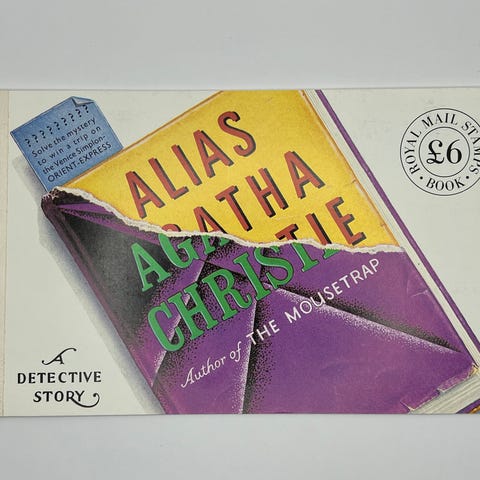 ????????
Solve the mystery
to win a trip on
the Venice Simplon-
ORIENT-EXPRESS
ALIAS
AGATHA
CHRISTIE
Author of THE MOUSETRAP
ROYAL MAIL STAMPS
£6
· BOOK ·
A
DETECTIVE
STORY